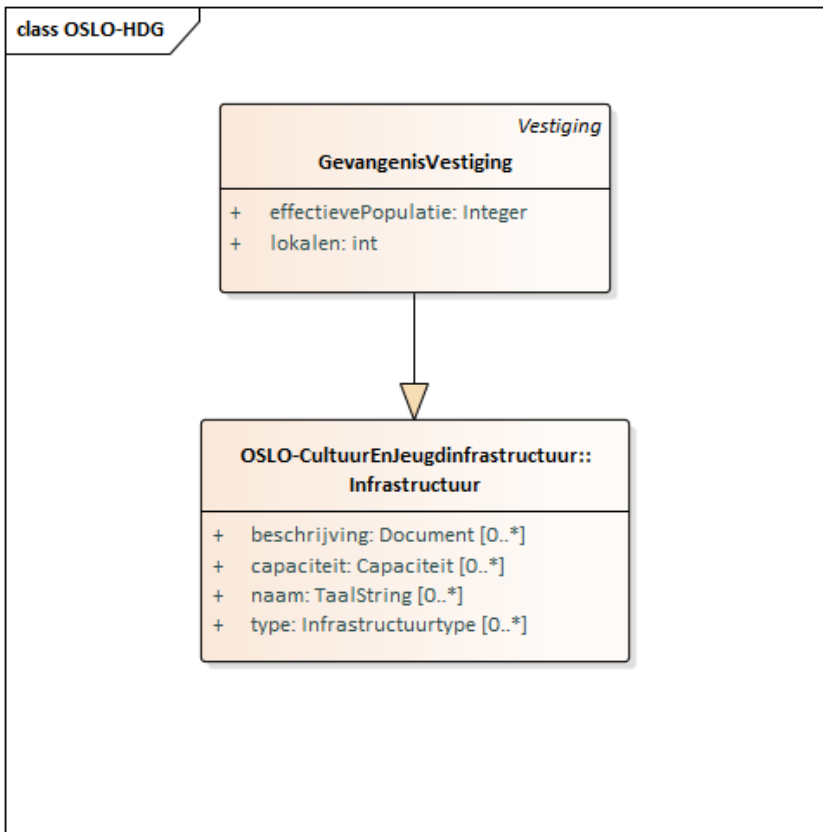 class OSLO-HDG
Vestiging
GevangenisVestiging
+ effectievePopulatie: Integer
+ lokalen: int
OSLO-CultuurEnJeugdinfrastructuur::
Infrastructuur
+ beschrijving: Document [0..*]
+ capaciteit: Capaciteit [0..*]
+ naam: TaalString [0..*]
+ type: Infrastructuurtype [0..*]